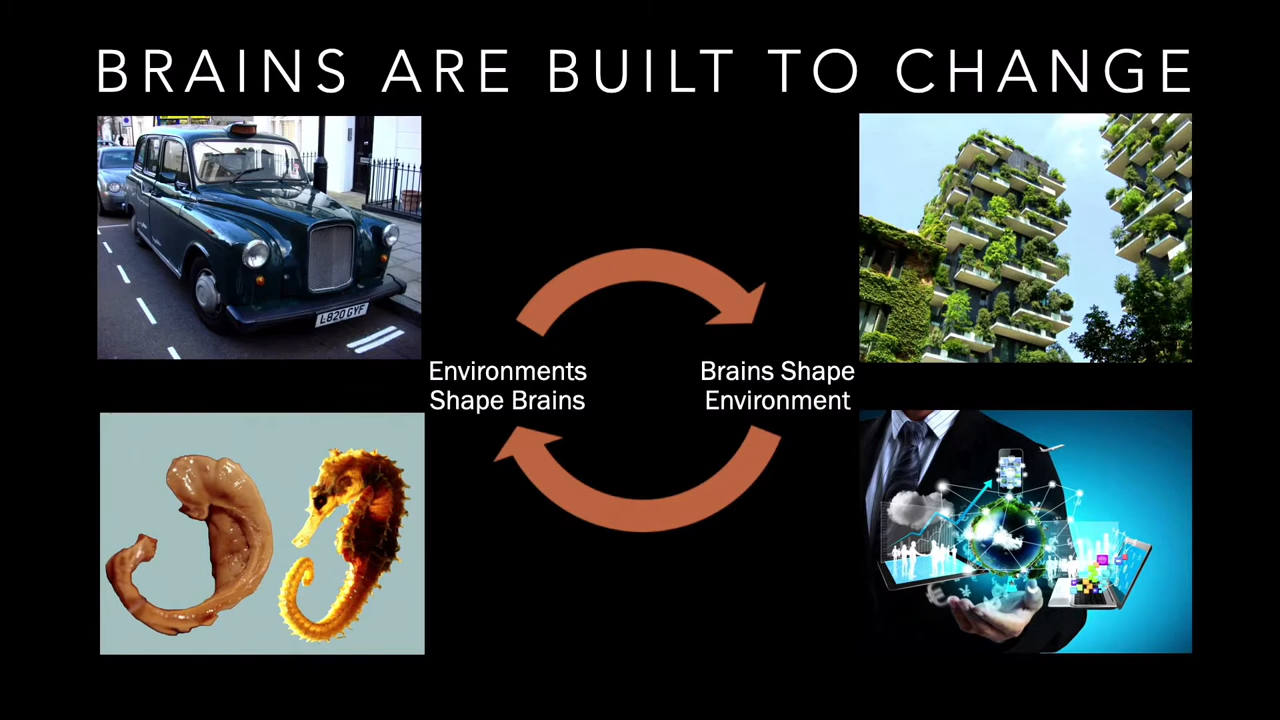 BRAINS ARE BUILT TO CHANGE
L820 GYF
Environments
Shape Brains
Brains Shape
Environment